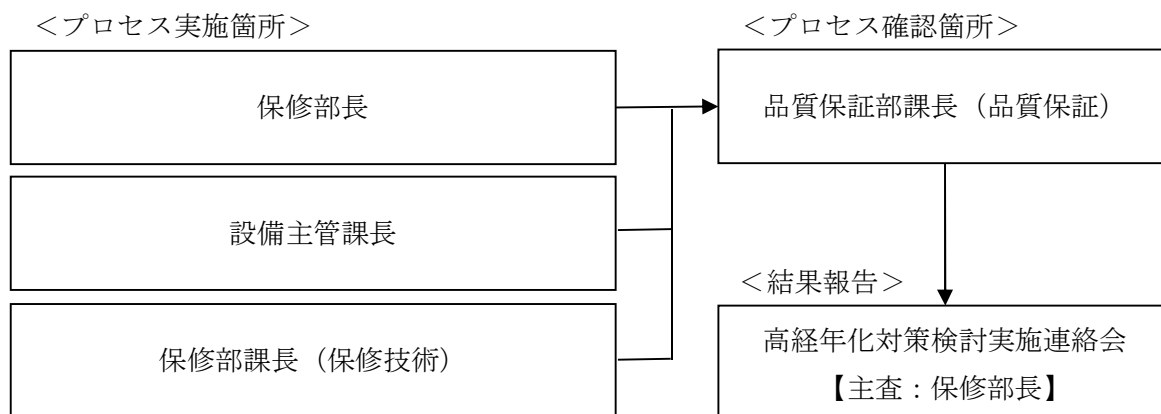 ＜プロセス実施箇所＞
保修部長
設備主管課長
保修部課長（保修技術）
＜プロセス確認箇所＞
品質保証部課長（品質保証）
＜結果報告＞
高経年化対策検討実施連絡会
【主査：保修部長】